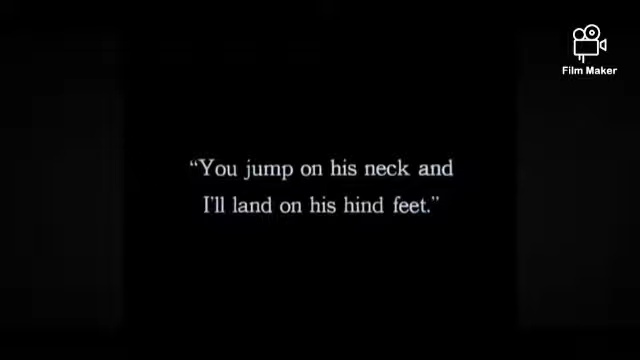 Film Maker
“You jump on his neck and
I'll land on his hind feet.”